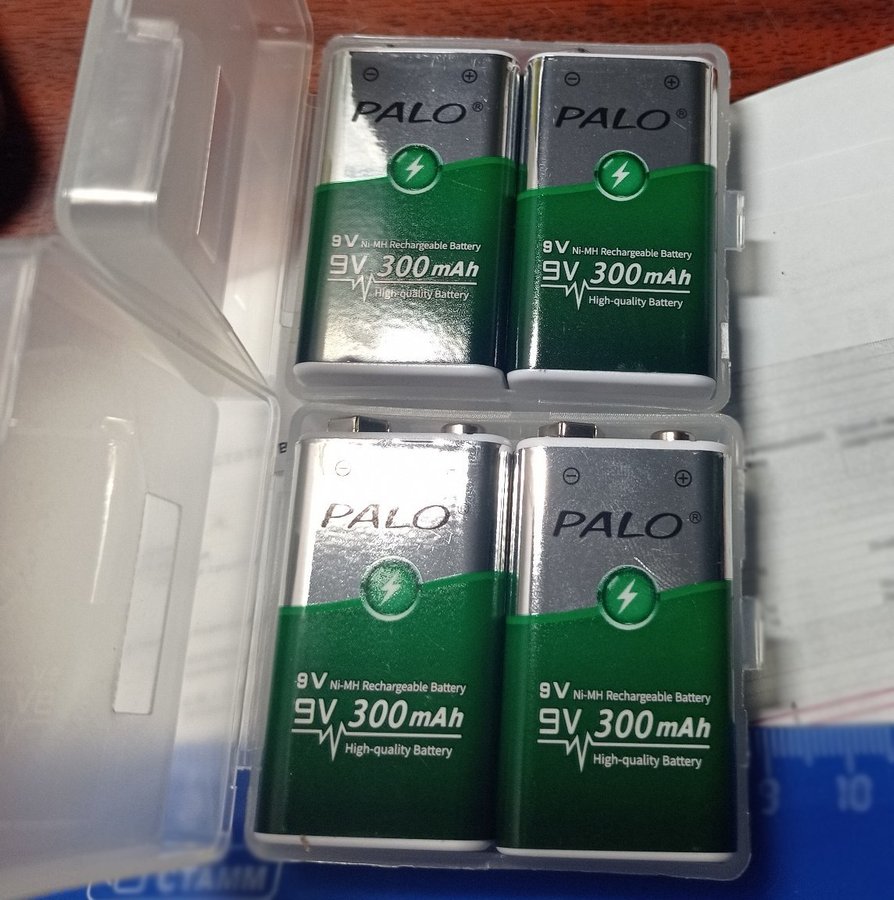 ⊖ ⊕
PALO®
9V Ni-MH Rechargeable Battery
9V 300mAh
High-quality Battery
⊖ ⊕
PALO®
9V Ni-MH Rechargeable Battery
9V 300mAh
High-quality Battery
⊖
PALO
9V Ni-MH Rechargeable Battery
9V 300mAh
High-quality Battery
⊖ ⊕
PALO®
9V Ni-MH Rechargeable Battery
9V 300mAh
High-quality Battery
9 10
СТАММ